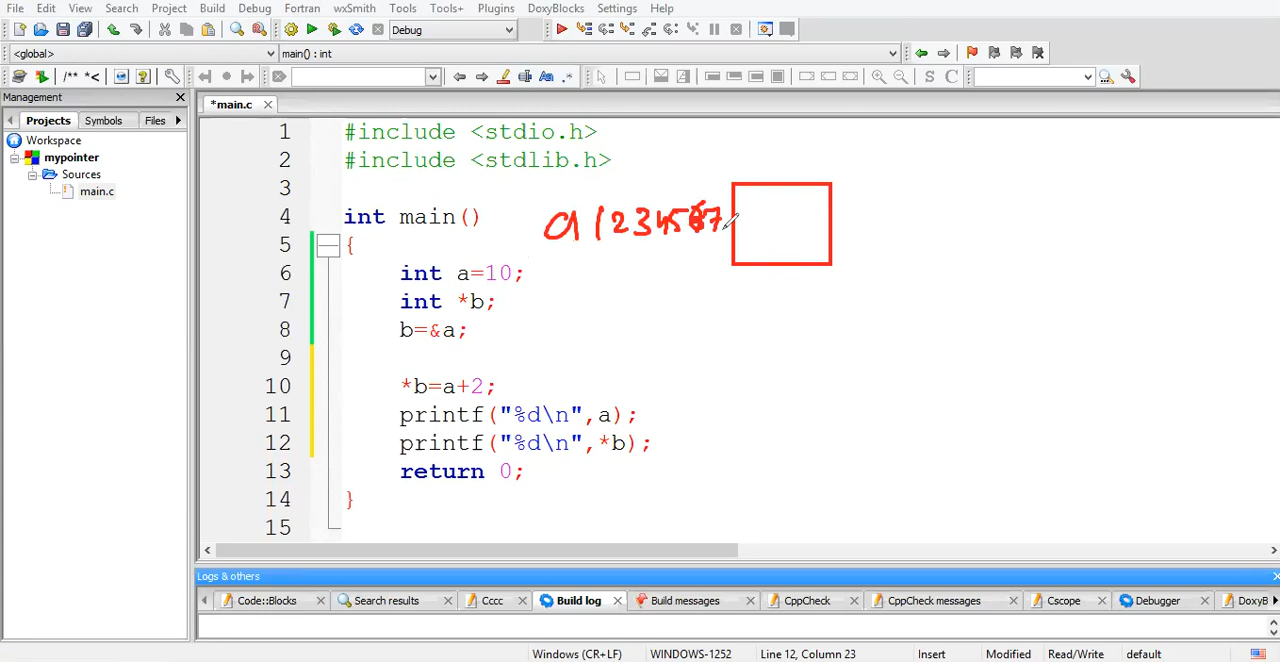 File Edit View Search Project Build Debug Fortran wxSmith Tools Tools+ Plugins DoxyBlocks Settings Help
Debug
<global> main() : int
/** *<
Aa .* S C
Management
*main.c
Projects Symbols Files
Workspace
mypointer
Sources
main.c
1 #include <stdio.h>
2 #include <stdlib.h>
3
4 int main() a 1234567
5 {
6 int a=10;
7 int *b;
8 b=&a;
9
10 *b=a+2;
11 printf("%d\n",a);
12 printf("%d\n",*b);
13 return 0;
14 }
15
Logs & others
Code::Blocks Search results Cccc Build log Build messages CppCheck CppCheck messages Cscope Debugger DoxyB
Windows (CR+LF) WINDOWS-1252 Line 12, Column 23 Insert Modified Read/Write default